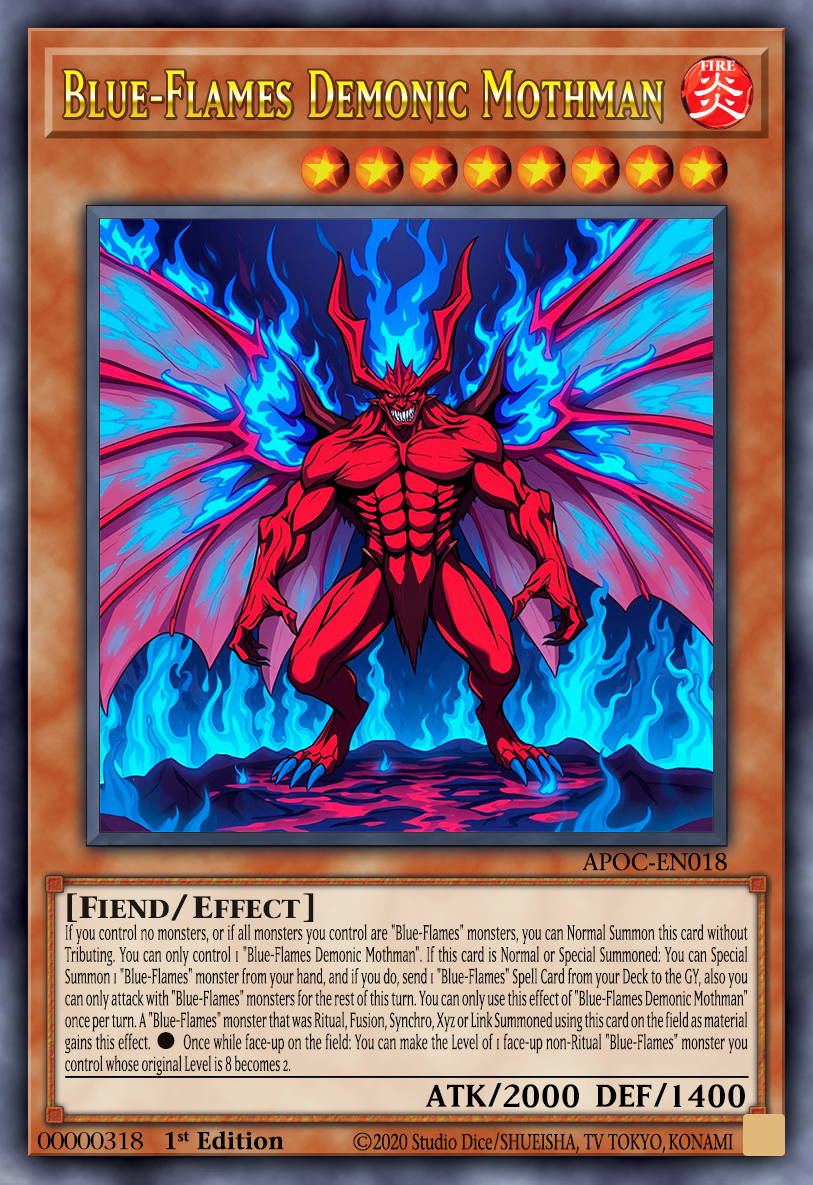 Blue-Flames Demonic Mothman
FIRE
炎
APOC-EN018
[Fiend/Effect]
If you control no monsters, or if all monsters you control are "Blue-Flames" monsters, you can Normal Summon this card without
Tributing. You can only control 1 "Blue-Flames Demonic Mothman". If this card is Normal or Special Summoned: You can Special
Summon 1 "Blue-Flames" monster from your hand, and if you do, send 1 "Blue-Flames" Spell Card from your Deck to the GY, also you
can only attack with "Blue-Flames" monsters for the rest of this turn. You can only use this effect of "Blue-Flames Demonic Mothman"
once per turn. A "Blue-Flames" monster that was Ritual, Fusion, Synchro, Xyz or Link Summoned using this card on the field as material
gains this effect. ● Once while face-up on the field: You can make the Level of 1 face-up non-Ritual "Blue-Flames" monster you
control whose original Level is 8 becomes 2.
ATK/2000 DEF/1400
00000318 1st Edition ©2020 Studio Dice/SHUEISHA, TV TOKYO, KONAMI